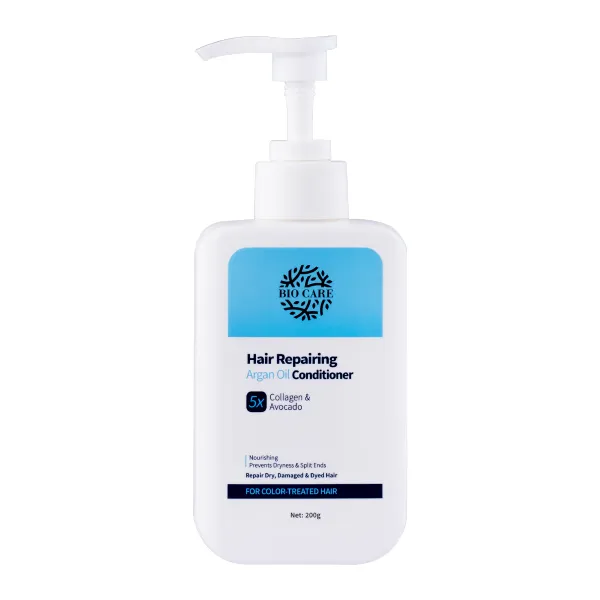 BIO CARE
Hair Repairing
Argan Oil Conditioner
5x Collagen &
Avocado
Nourishing
Prevents Dryness & Split Ends
Repair Dry, Damaged & Dyed Hair
FOR COLOR-TREATED HAIR
Net: 200g